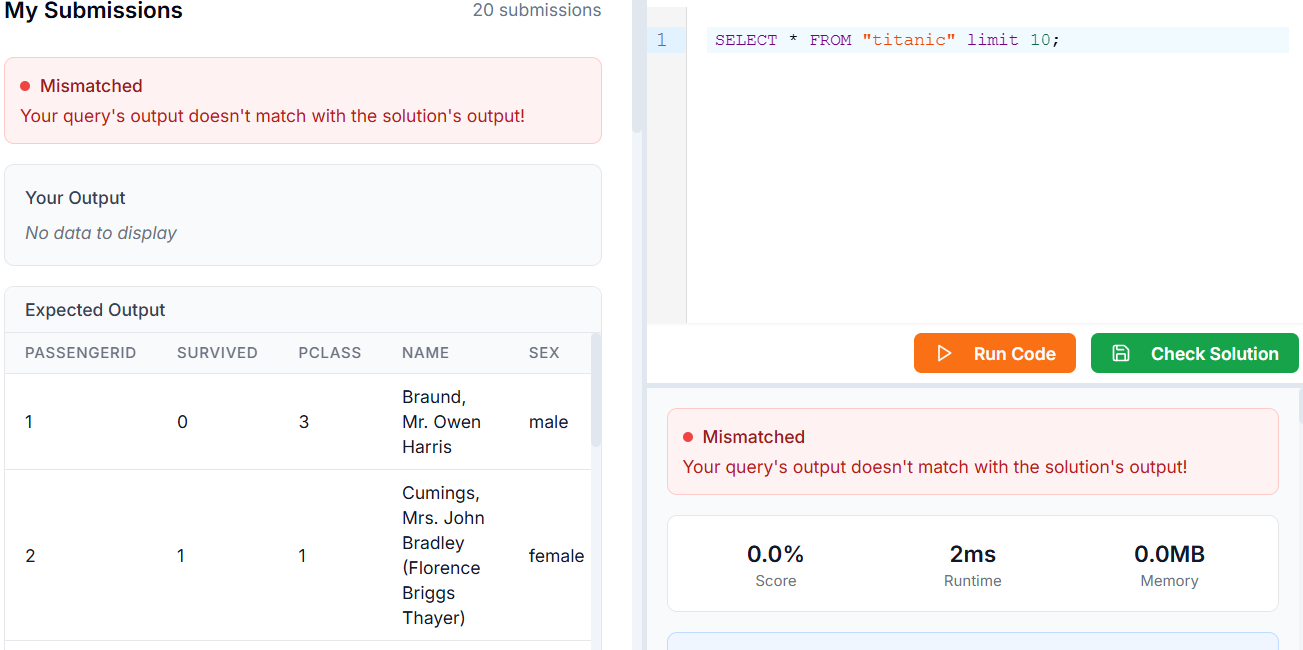 My Submissions
20 submissions
Mismatched
Your query's output doesn't match with the solution's output!
Your Output
No data to display
Expected Output
PASSENGERID SURVIVED PCLASS NAME SEX
1 0 3 Braund, Mr. Owen Harris male
2 1 1 Cumings, Mrs. John Bradley (Florence Briggs Thayer) female
1 SELECT * FROM "titanic" limit 10;
Run Code
Check Solution
Mismatched
Your query's output doesn't match with the solution's output!
0.0% 2ms 0.0MB
Score Runtime Memory